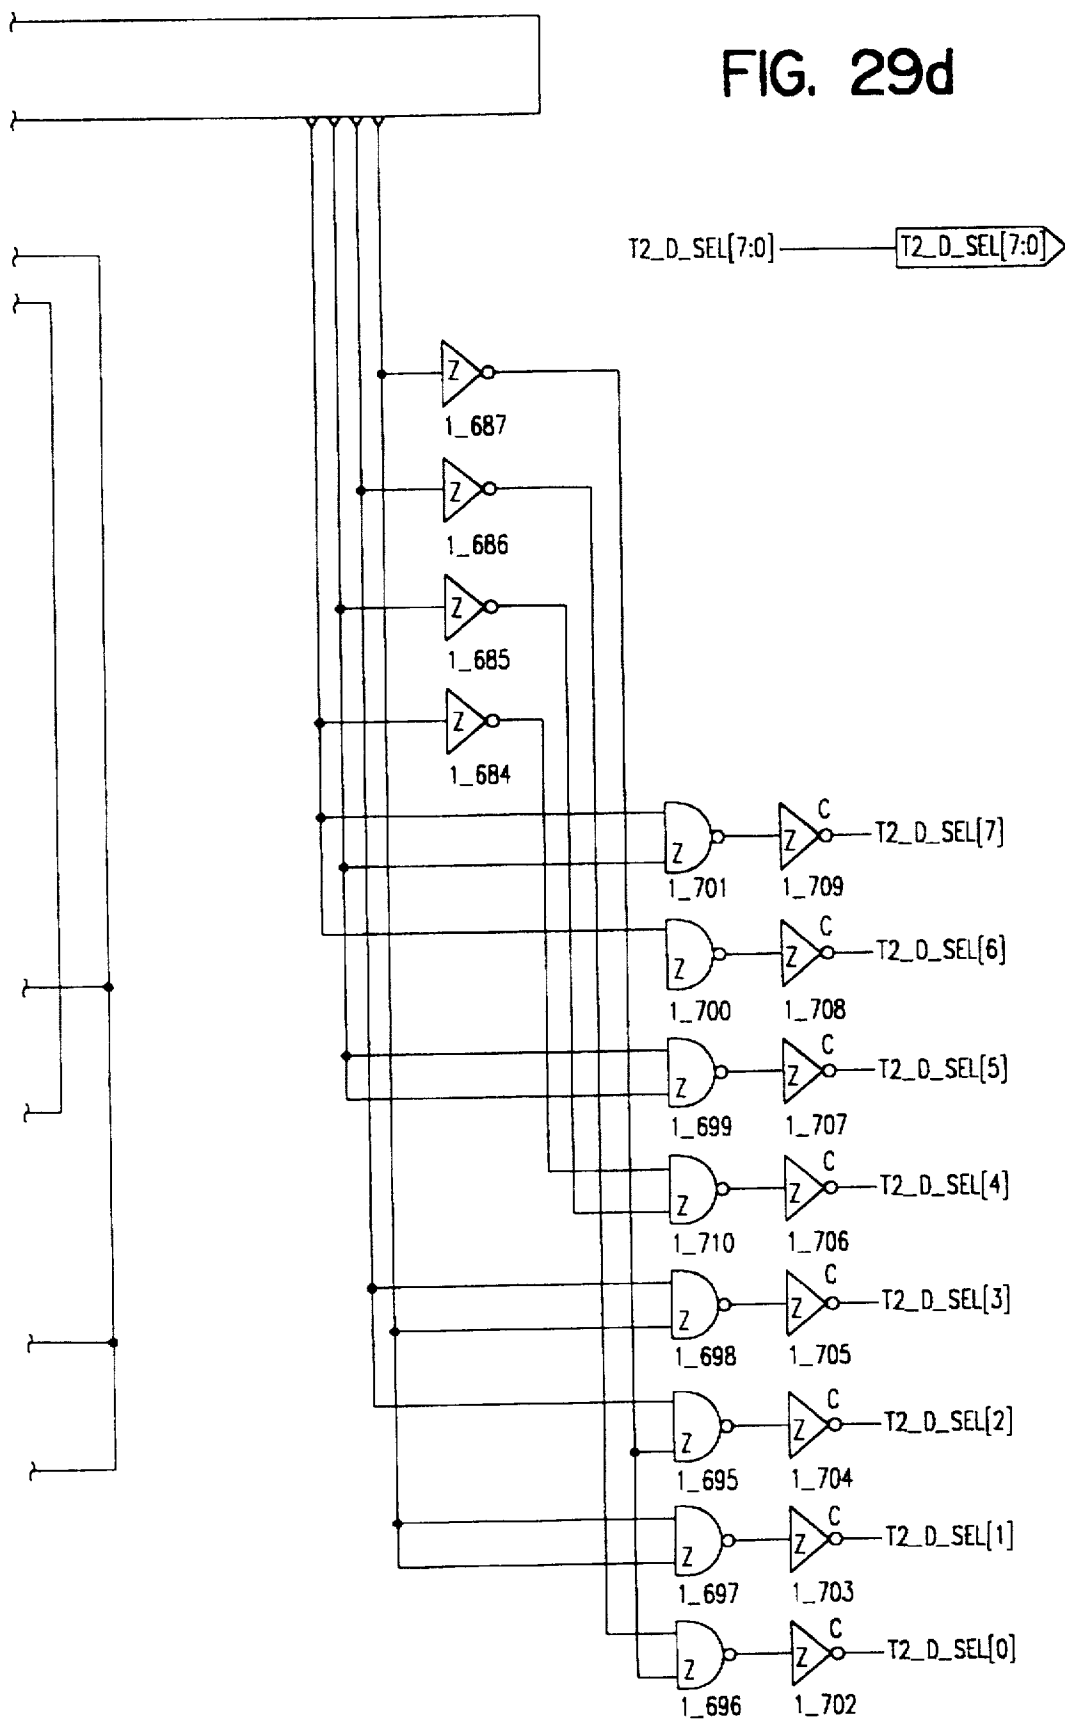 FIG. 29d
T2_D_SEL[7:0] T2_D_SEL[7:0]
Z
1_687
Z
1_686
Z
1_685
Z
1_684
C
Z Z T2_D_SEL[7]
1_701 1_709
C
Z Z T2_D_SEL[6]
1_700 1_708
C
Z Z T2_D_SEL[5]
1_699 1_707
C
Z Z T2_D_SEL[4]
1_710 1_706
C
Z Z T2_D_SEL[3]
1_698 1_705
C
Z Z T2_D_SEL[2]
1_695 1_704
C
Z Z T2_D_SEL[1]
1_697 1_703
C
Z Z T2_D_SEL[0]
1_696 1_702